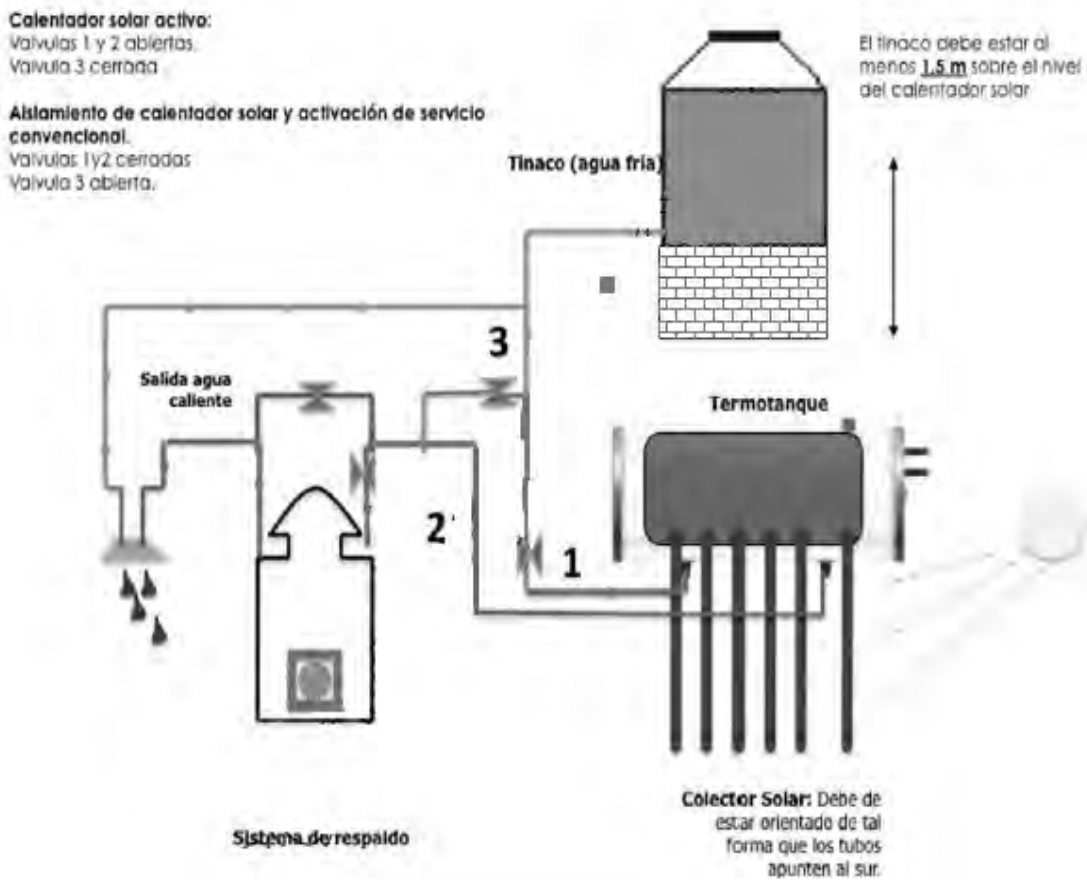 Calentador solar activo:
Valvulas 1 y 2 abiertas.
Valvula 3 cerrada
Aislamiento de calentador solar y activación de servicio
convencional.
Valvulas 1y2 cerradas
Valvula 3 abierta.
El tinaco debe estar al
menos 1.5 m sobre el nivel
del calentador solar
Tinaco (agua fria)
3
Salida agua
caliente
Termotanque
2
1
Colector Solar: Debe de
estar orientado de tal
forma que los tubos
apunten al sur.
Sistema de respaldo